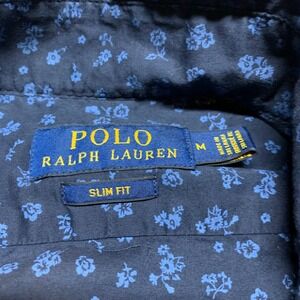 POLO
RALPH LAUREN
M
SLIM FIT